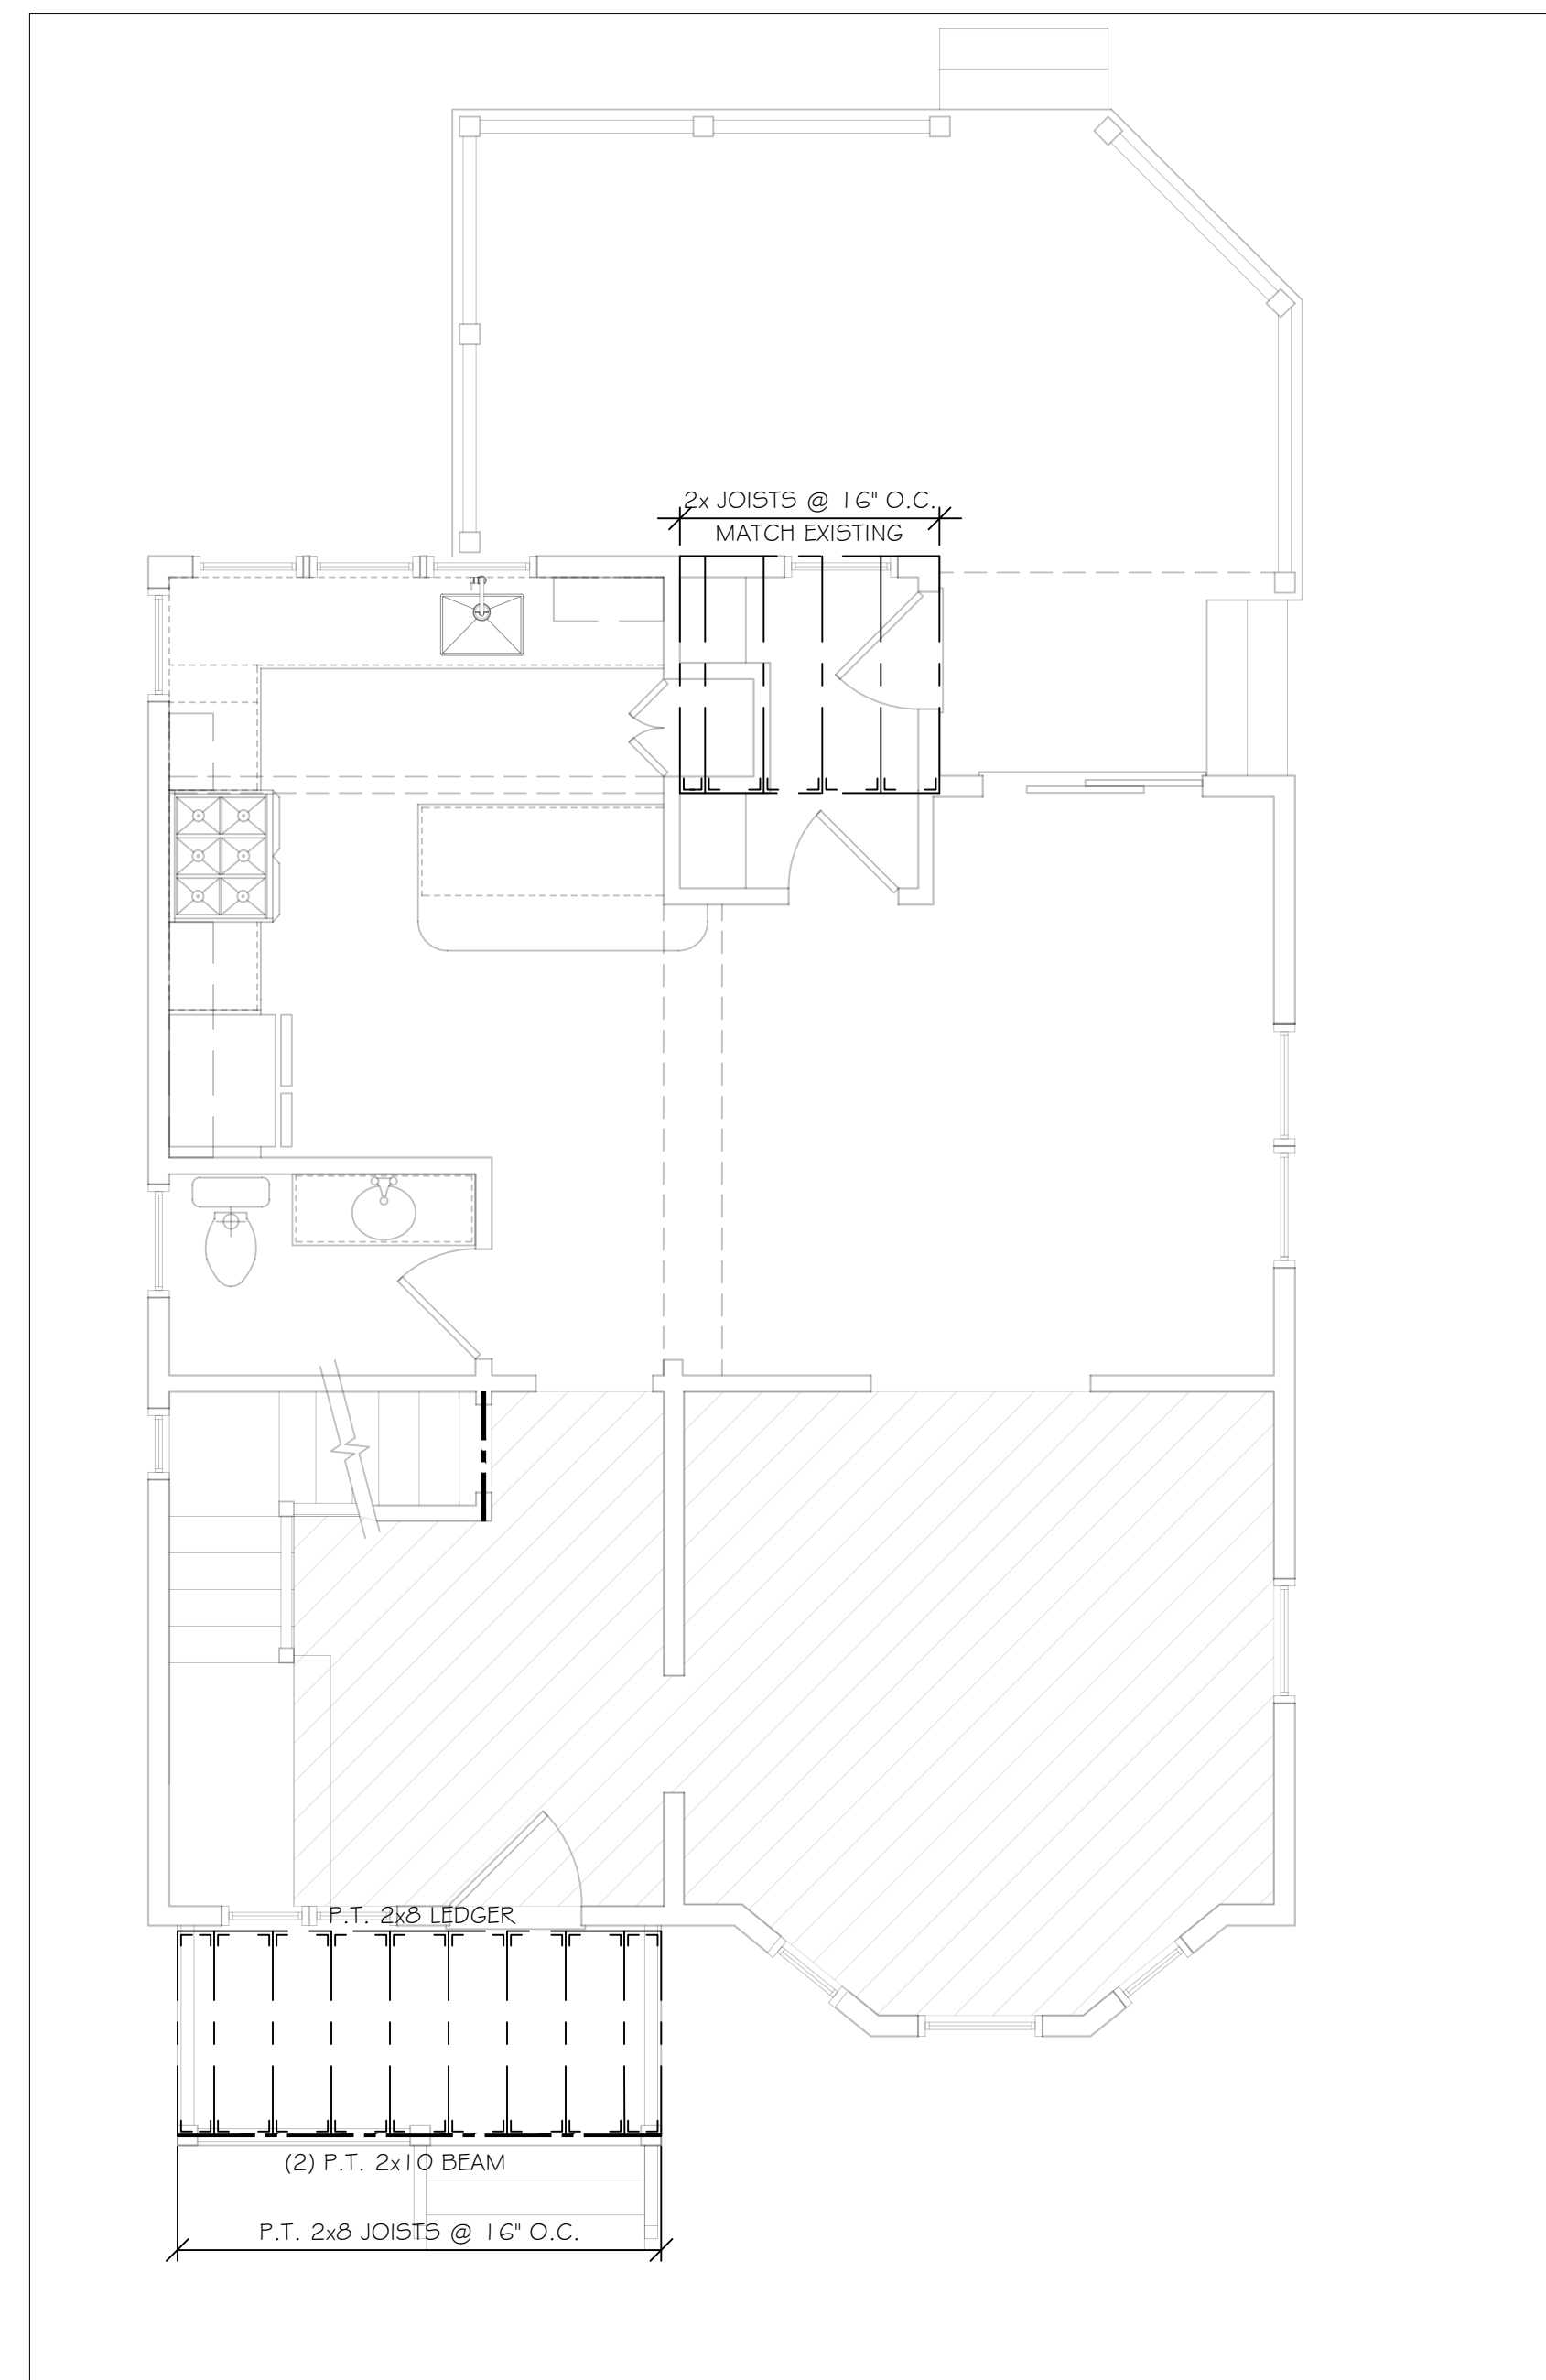 2x JOISTS @ 16" O.C.
MATCH EXISTING
P.T. 2x8 LEDGER
(2) P.T. 2x10 BEAM
P.T. 2x8 JOISTS @ 16" O.C.